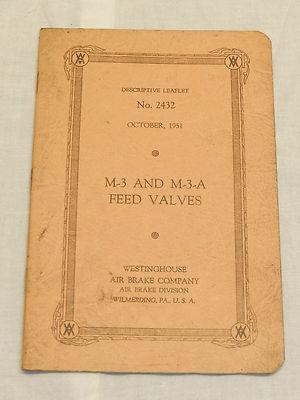 DESCRIPTIVE LEAFLET
No. 2432
OCTOBER, 1951
M-3 AND M-3-A
FEED VALVES
WESTINGHOUSE
AIR BRAKE COMPANY
AIR BRAKE DIVISION
WILMERDING, PA., U. S. A.